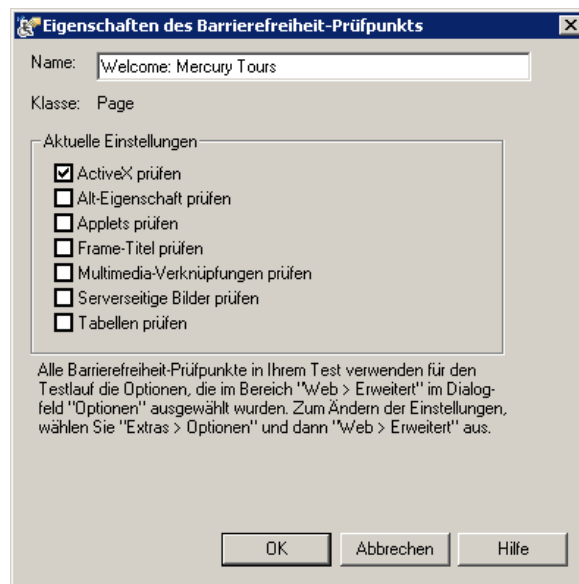 Eigenschaften des Barrierefreiheit-Prüfpunkts
Name: Welcome: Mercury Tours
Klasse: Page
Aktuelle Einstellungen
ActiveX prüfen
Alt-Eigenschaft prüfen
Applets prüfen
Frame-Titel prüfen
Multimedia-Verknüpfungen prüfen
Serverseitige Bilder prüfen
Tabellen prüfen
Alle Barrierefreiheit-Prüfpunkte in Ihrem Test verwenden für den
Testlauf die Optionen, die im Bereich "Web > Erweitert" im Dialog-
feld "Optionen" ausgewählt wurden. Zum Ändern der Einstellungen,
wählen Sie "Extras > Optionen" und dann "Web > Erweitert" aus.
OK Abbrechen Hilfe